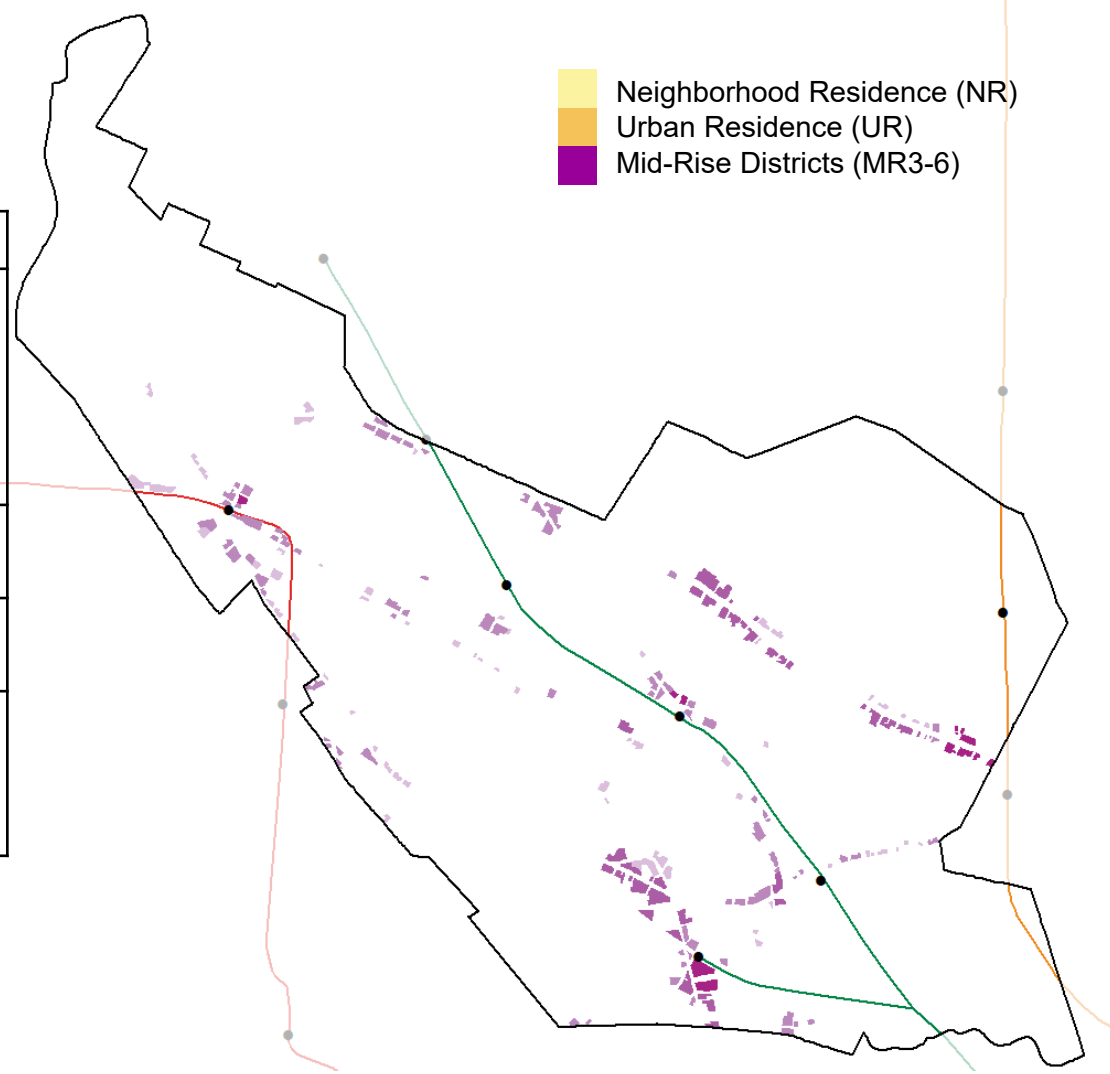 Neighborhood Residence (NR)
Urban Residence (UR)
Mid-Rise Districts (MR3-6)